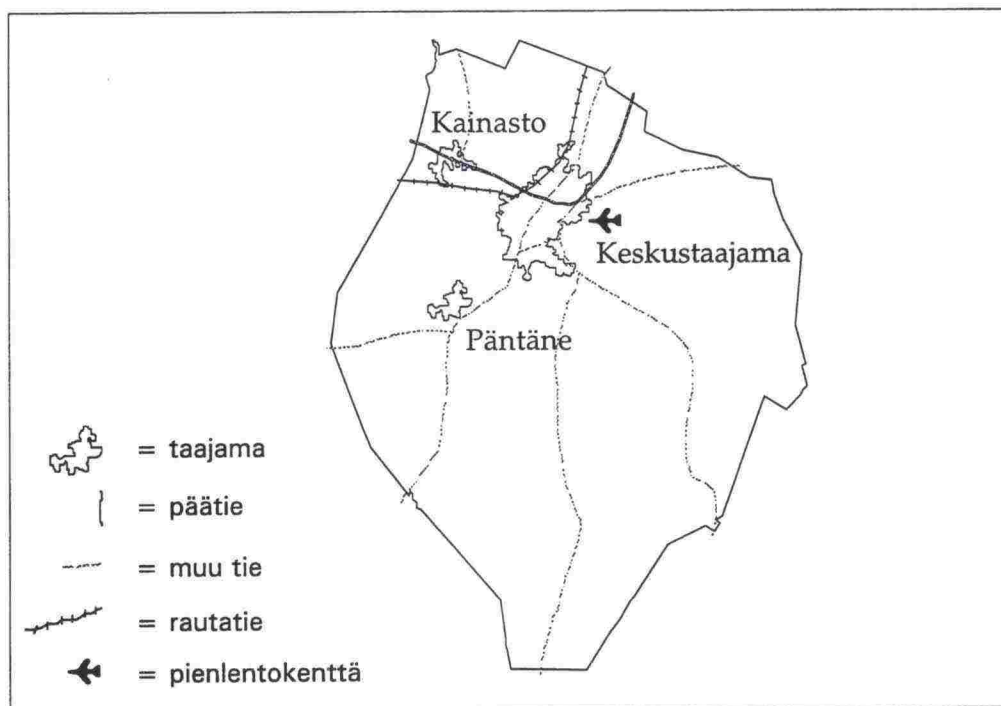 Kainasto
Keskustaajama
Päntäne
= taajama
= päätie
= muu tie
= rautatie
= pienlentokenttä